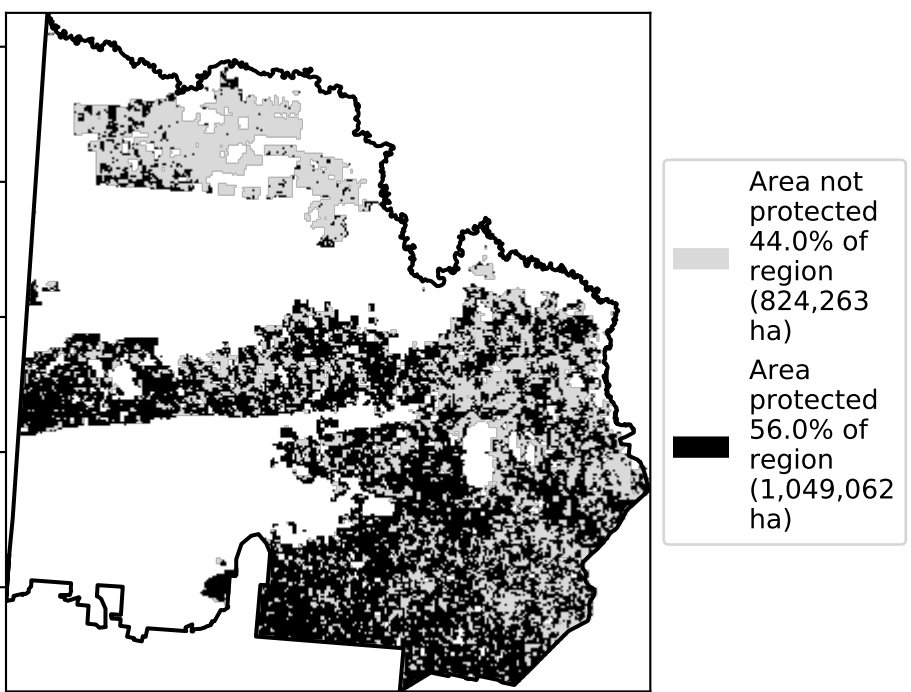 Area not
protected
44.0% of
region
(824,263
ha)
Area
protected
56.0% of
region
(1,049,062
ha)